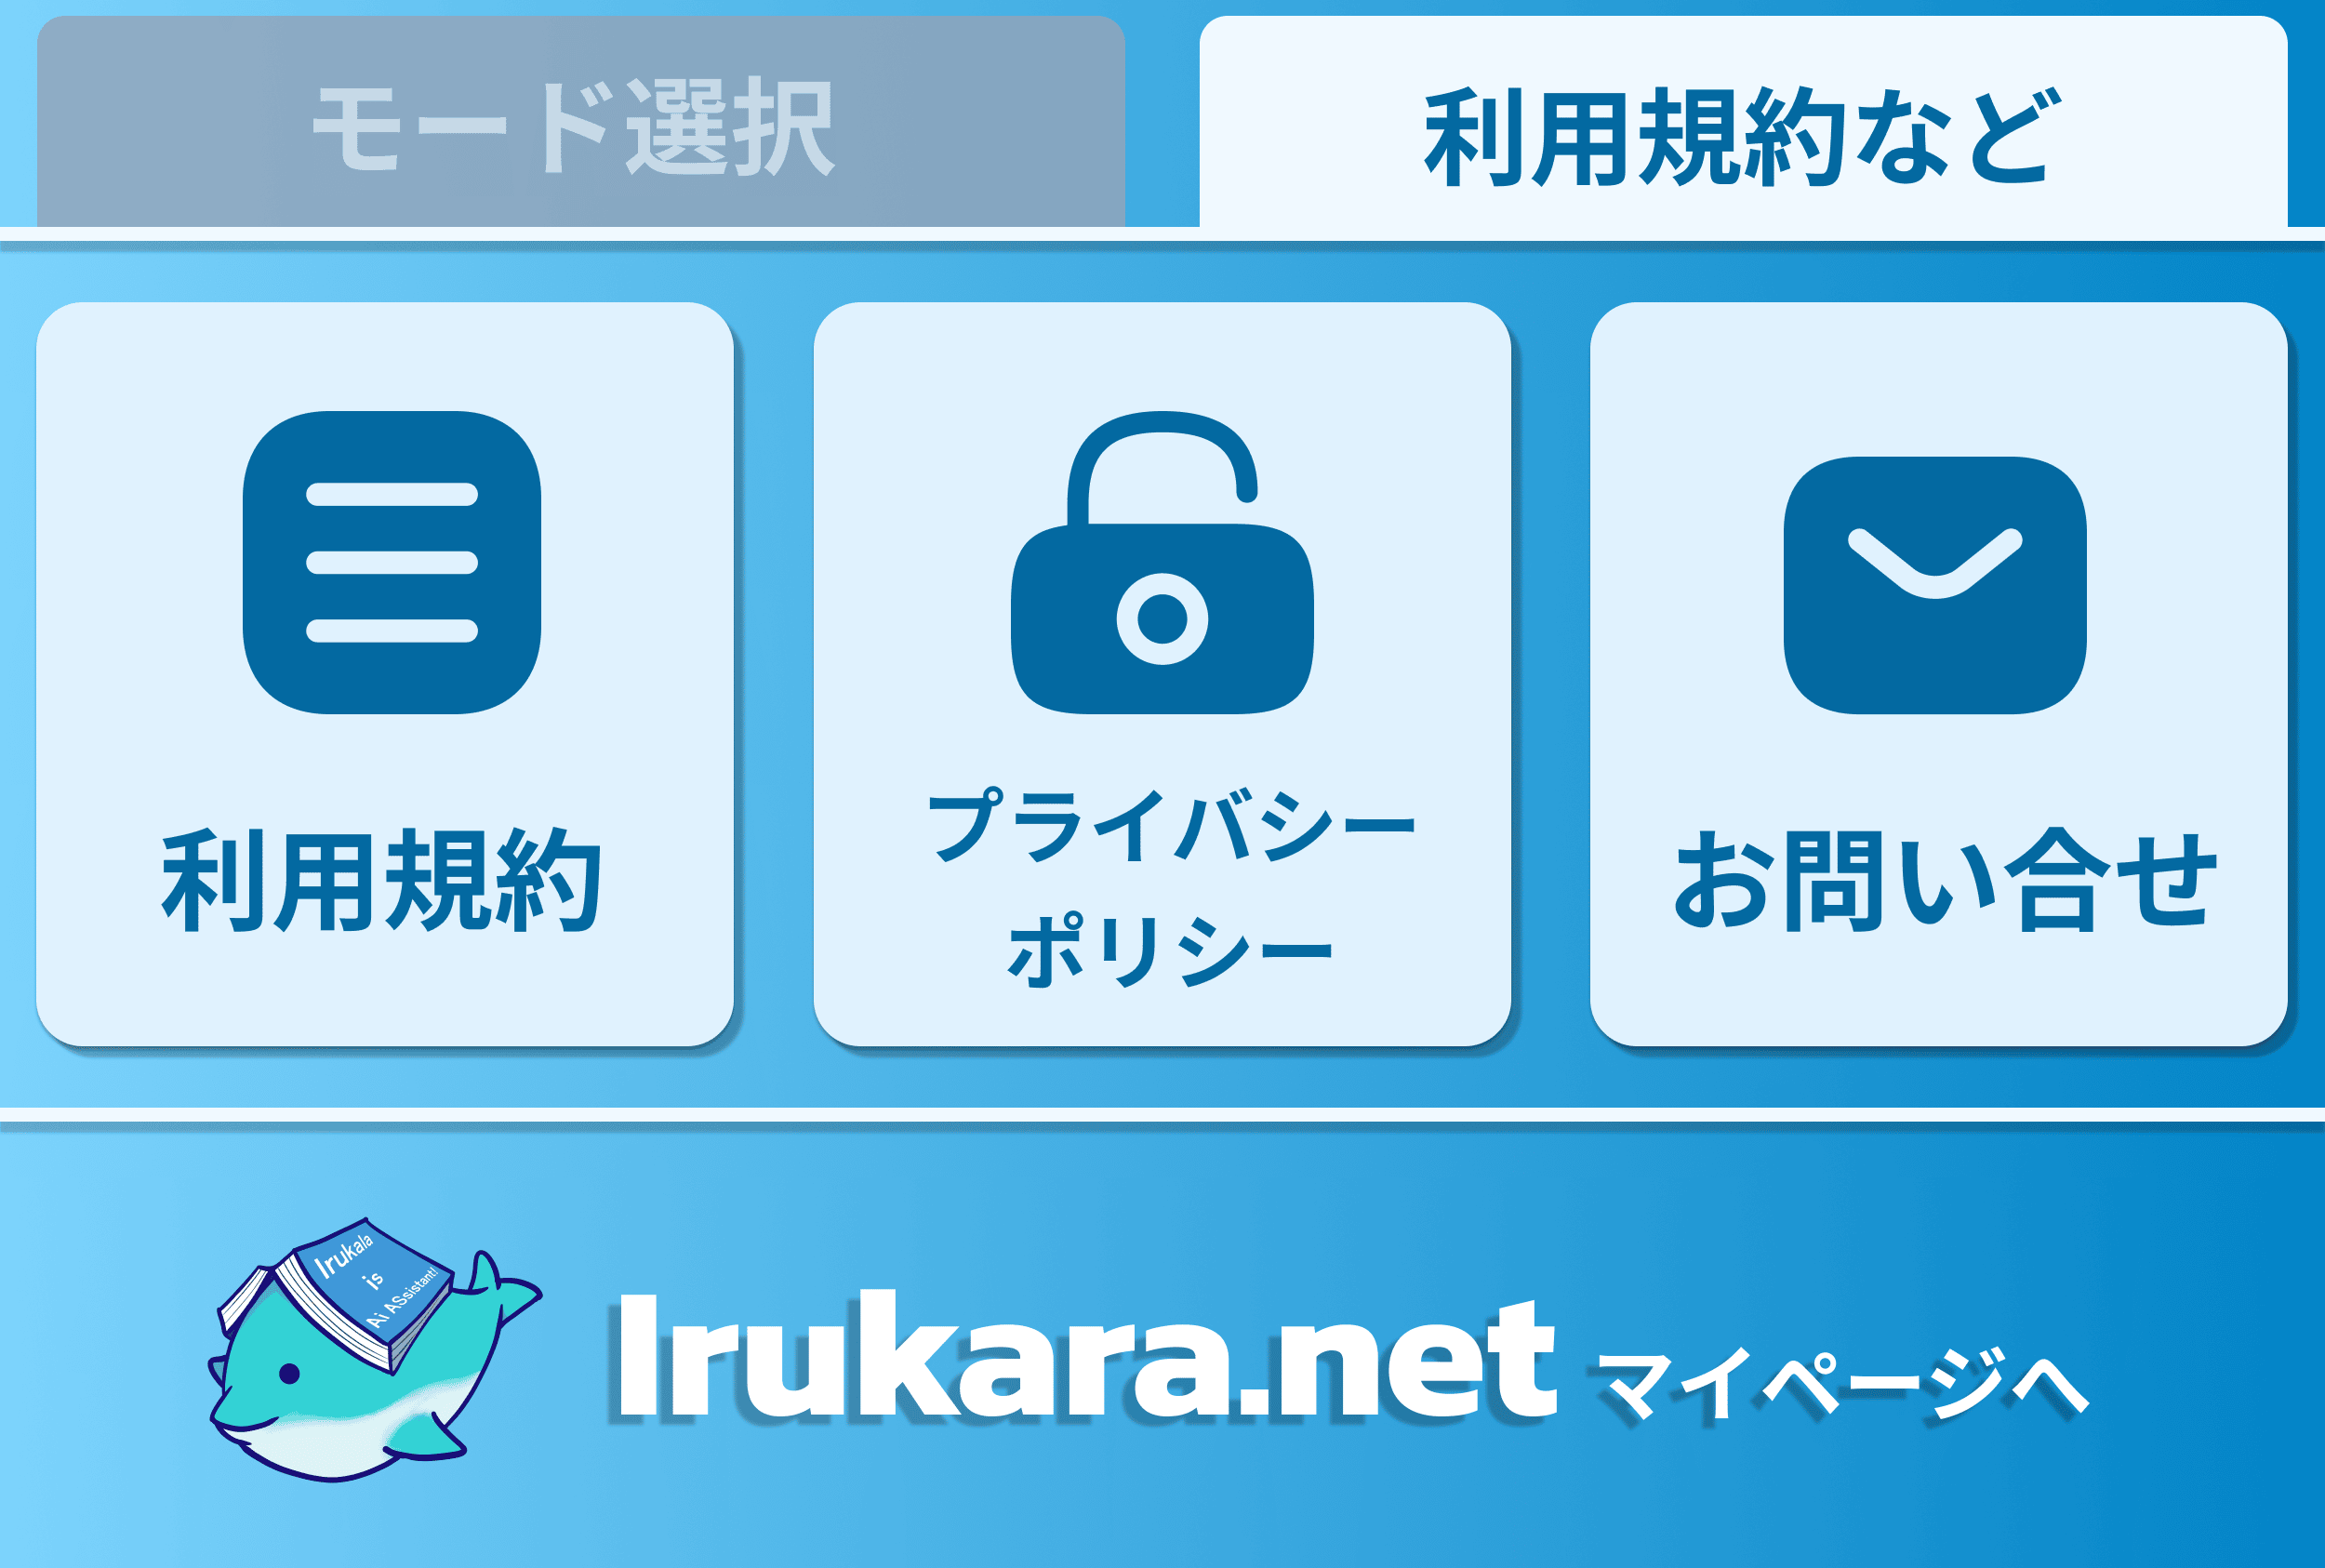 モード選択
利用規約など
利用規約
プライバシー
ポリシー
お問い合せ
Irukala
is
Ai ASsistant!
Irukara.net マイページへ